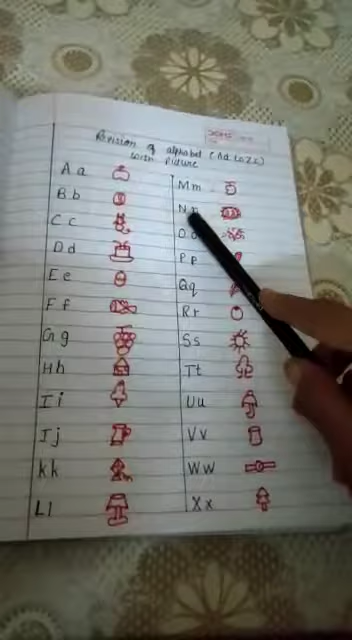 Revision of alphabet (Aa to Zz)
with picture
Aa
Bb
Cc
Dd
Ee
Ff
Gg
Hh
Ii
Jj
Kk
Ll
Mm
Nn
Pp
Qq
Rr
Ss
Tt
Uu
Vv
Ww
Xx